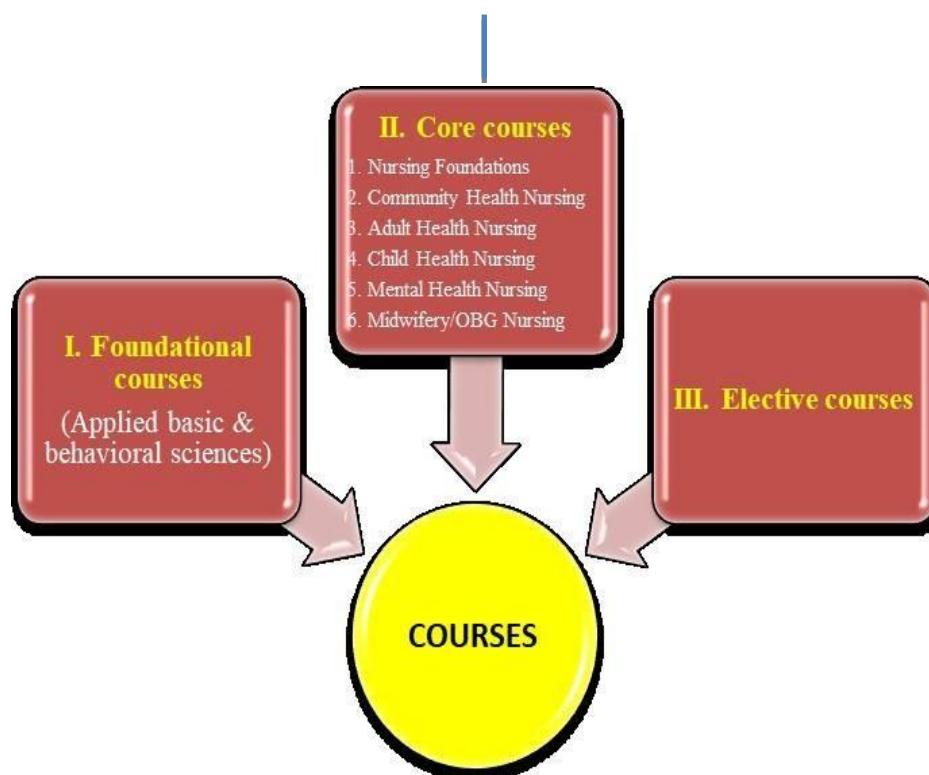 II. Core courses
1. Nursing Foundations
2. Community Health Nursing
3. Adult Health Nursing
4. Child Health Nursing
5. Mental Health Nursing
6. Midwifery/OBG Nursing
I. Foundational
courses
(Applied basic &
behavioral sciences)
III. Elective courses
COURSES